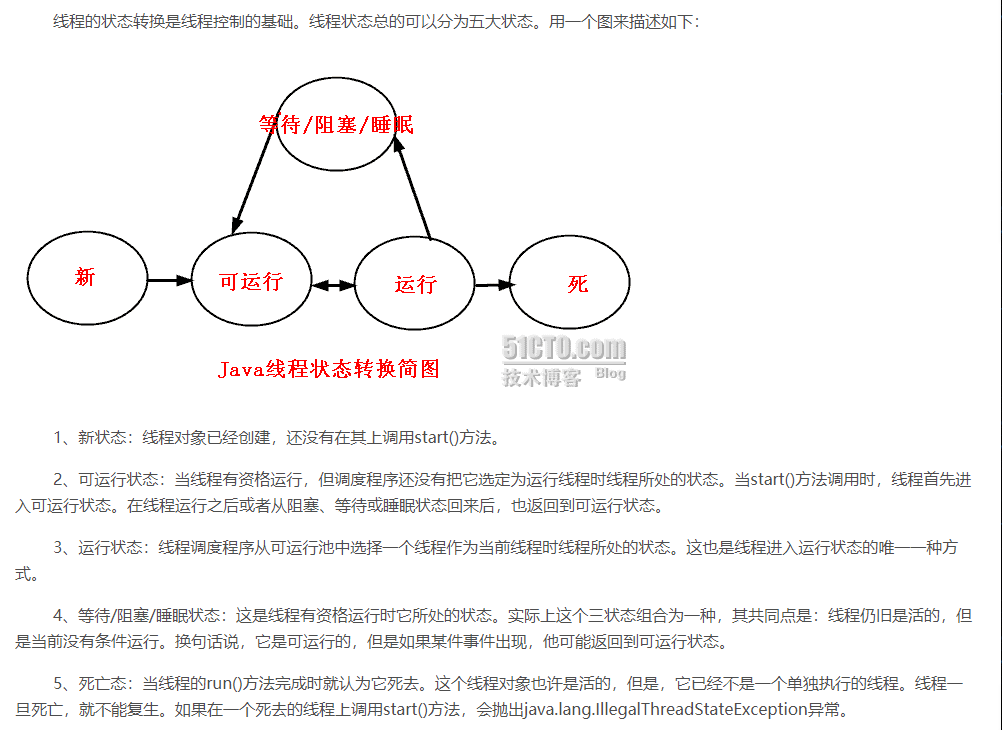 线程的状态转换是线程控制的基础。线程状态总的可以分为五大状态。用一个图来描述如下：
等待/阻塞/睡眠
新
可运行
运行
死
Java线程状态转换简图
51CTO.com
技术博客 Blog
1、新状态：线程对象已经创建，还没有在其上调用start()方法。
2、可运行状态：当线程有资格运行，但调度程序还没有把它选定为运行线程时线程所处的状态。当start()方法调用时，线程首先进
入可运行状态。在线程运行之后或者从阻塞、等待或睡眠状态回来后，也返回到可运行状态。
3、运行状态：线程调度程序从可运行池中选择一个线程作为当前线程时线程所处的状态。这也是线程进入运行状态的唯一一种方
式。
4、等待/阻塞/睡眠状态：这是线程有资格运行时它所处的状态。实际上这个三状态组合为一种，其共同点是：线程仍旧是活的，但
是当前没有条件运行。换句话说，它是可运行的，但是如果某件事件出现，他可能返回到可运行状态。
5、死亡态：当线程的run()方法完成时就认为它死去。这个线程对象也许是活的，但是，它已经不是一个单独执行的线程。线程一
旦死亡，就不能复生。如果在一个死去的线程上调用start()方法，会抛出java.lang.IllegalThreadStateException异常。